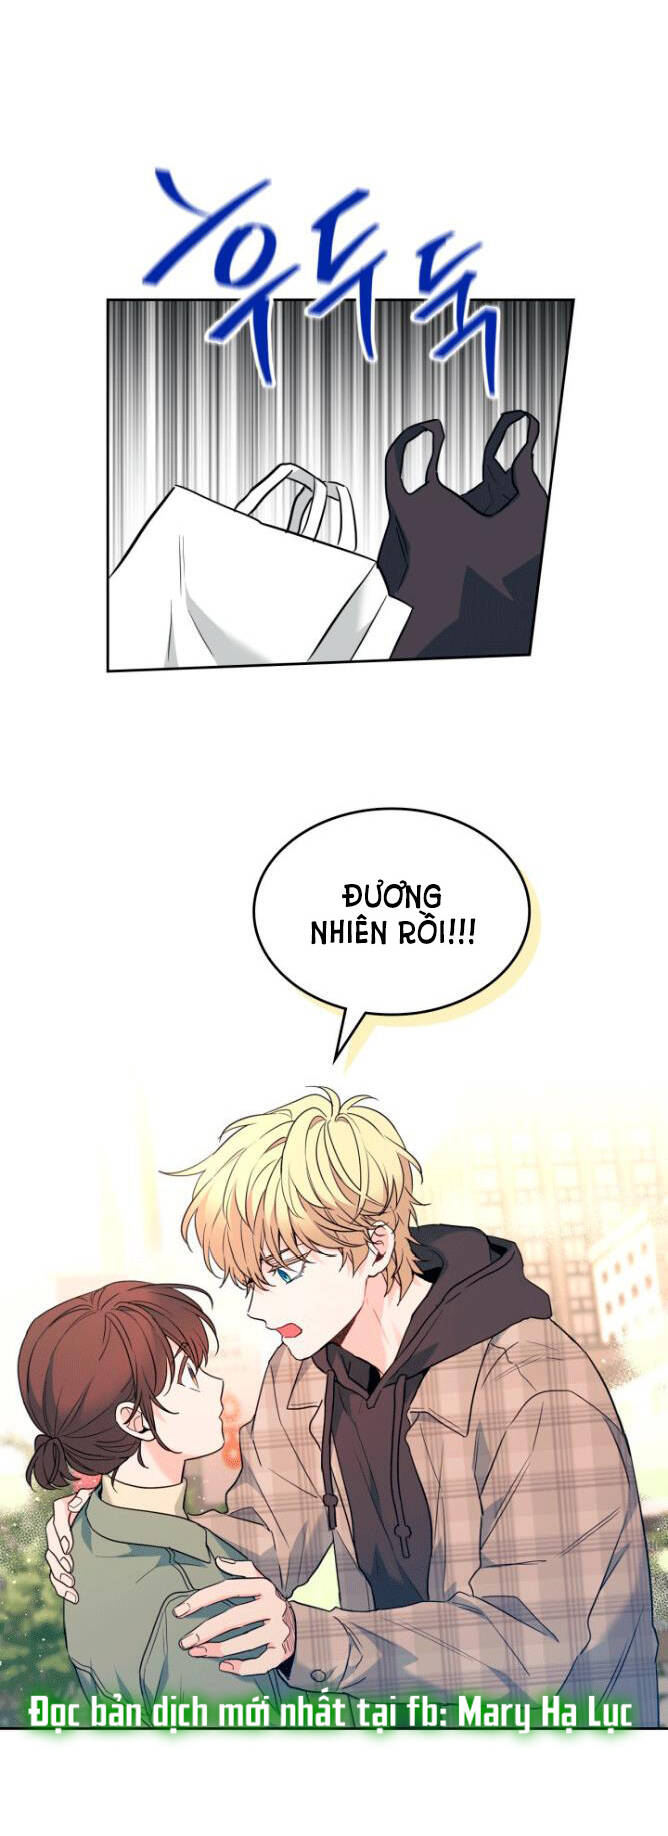 우두둑
ĐƯƠNG
NHIÊN RỒI!!!
Đọc bản dịch mới nhất tại fb: Mary Hạ Lục